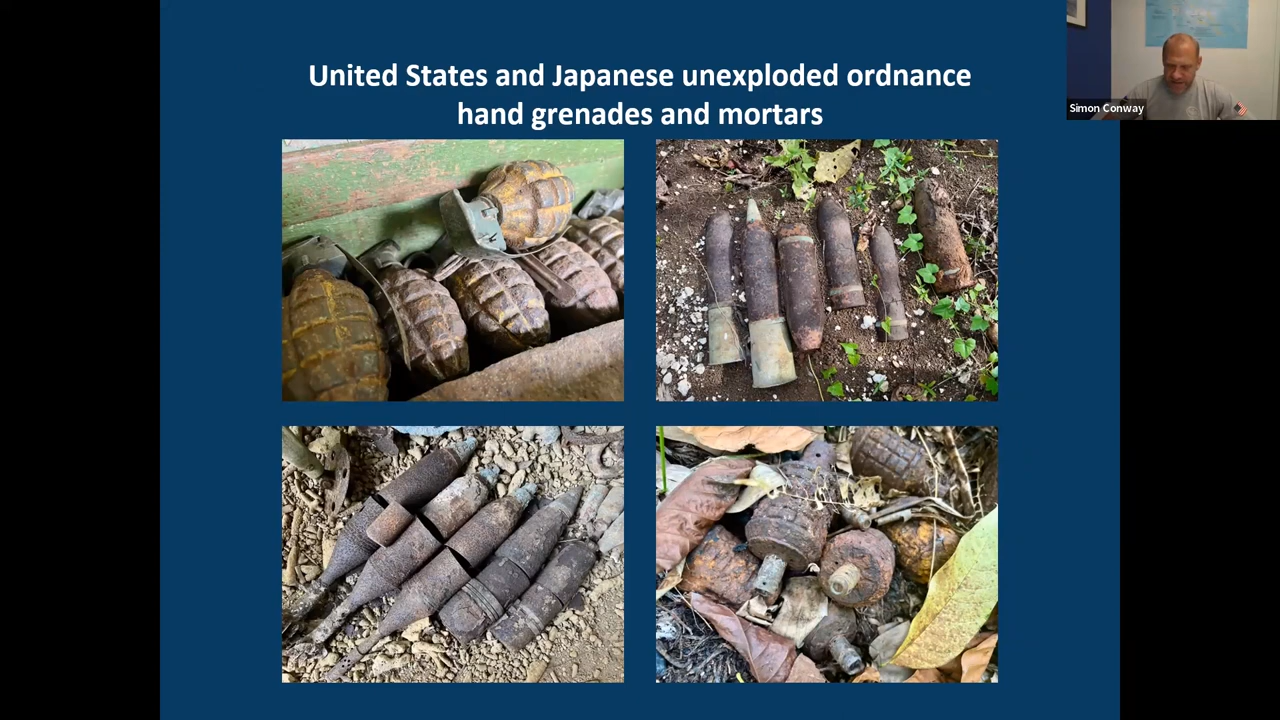 United States and Japanese unexploded ordnance
hand grenades and mortars
Simon Conway